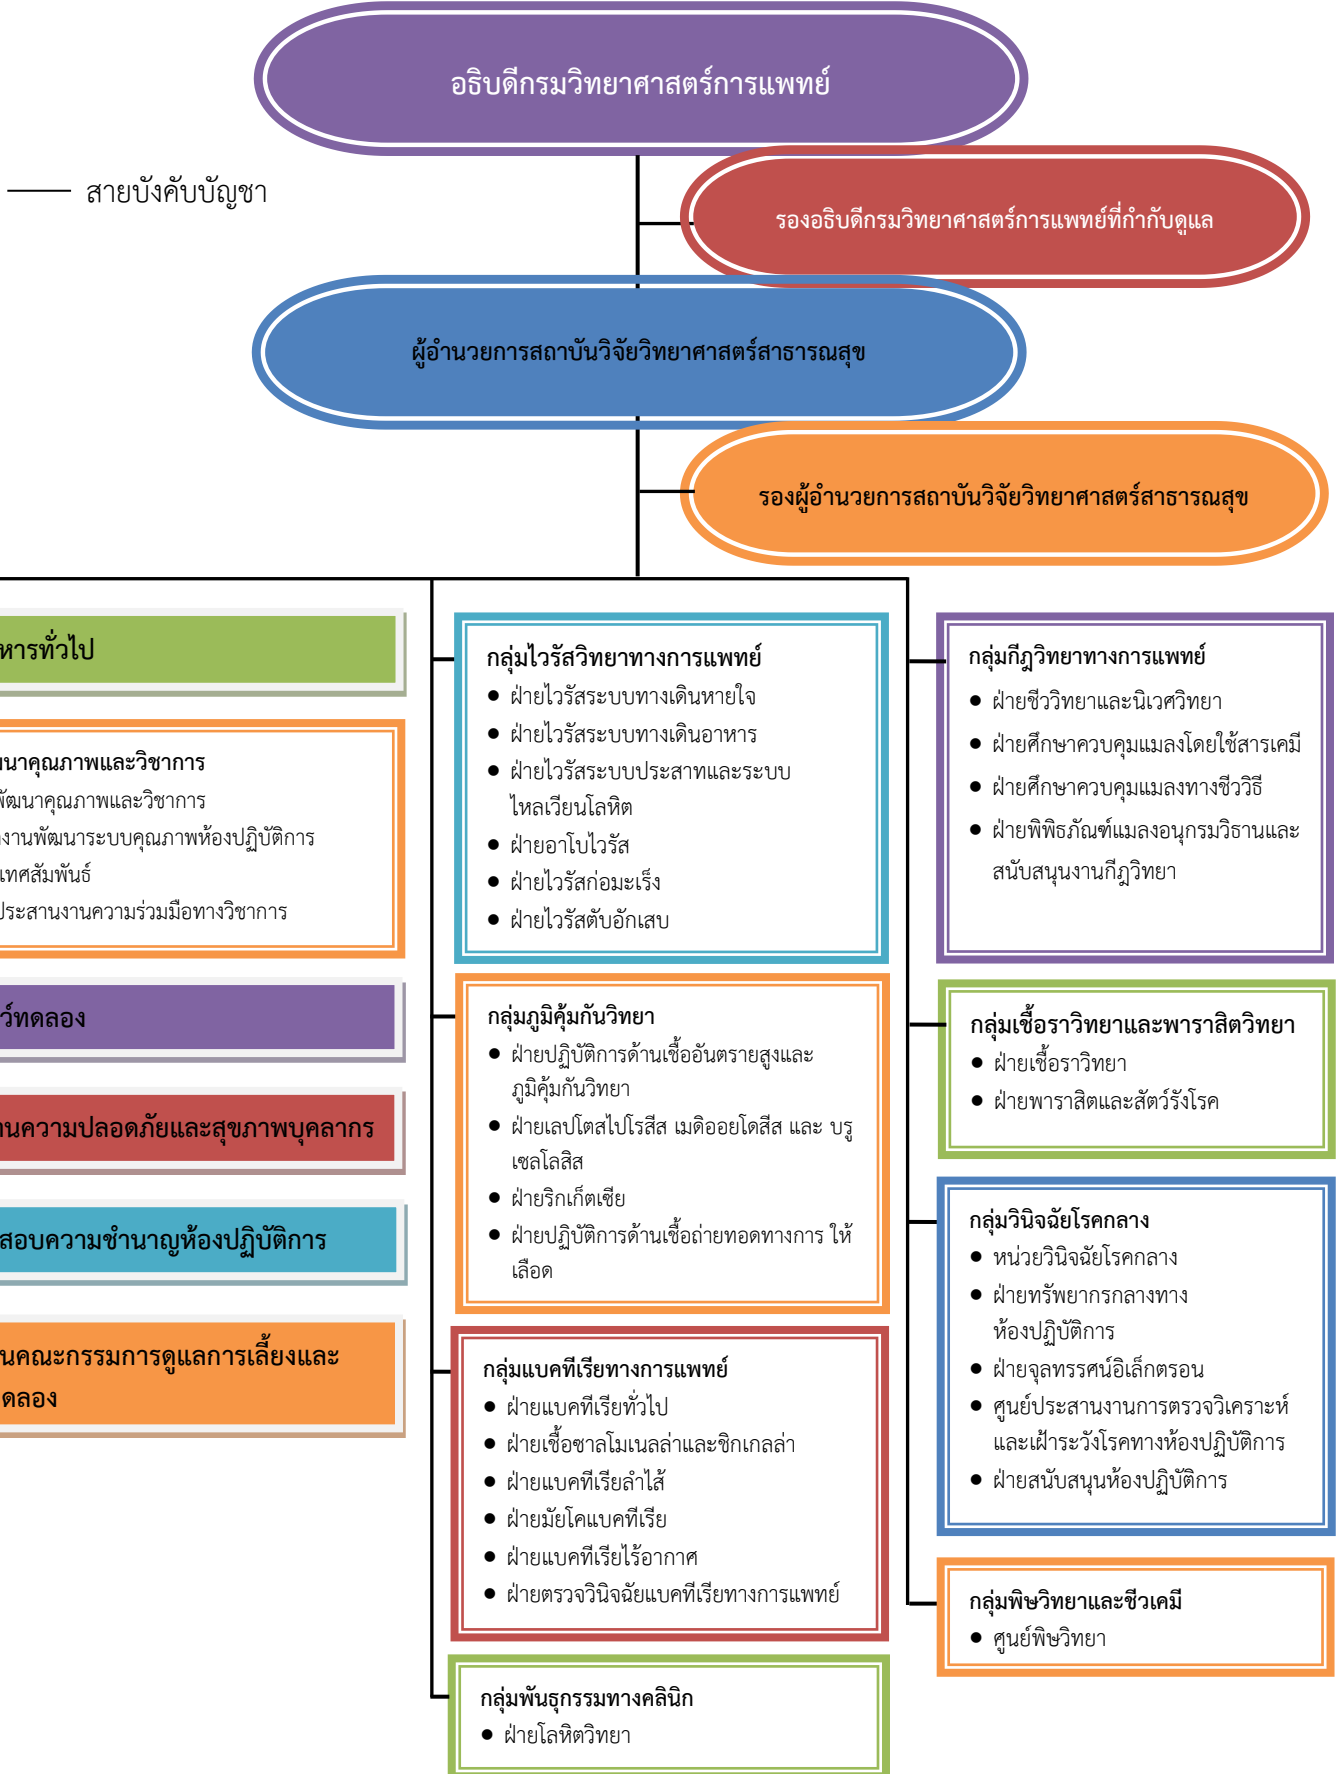 อธิบดีกรมวิทยาศาสตร์การแพทย์
สายบังคับบัญชา
รองอธิบดีกรมวิทยาศาสตร์การแพทย์ที่กำกับดูแล
ผู้อำนวยการสถาบันวิจัยวิทยาศาสตร์สาธารณสุข
รองผู้อำนวยการสถาบันวิจัยวิทยาศาสตร์สาธารณสุข
หารทั่วไป
นาคุณภาพและวิชาการ
พัฒนาคุณภาพและวิชาการ
งานพัฒนาระบบคุณภาพห้องปฏิบัติการ
เทศสัมพันธ์
ประสานงานความร่วมมือทางวิชาการ
ว์ทดลอง
านความปลอดภัยและสุขภาพบุคลากร
สอบความชำนาญห้องปฏิบัติการ
นคณะกรรมการดูแลการเลี้ยงและ
ดลอง
กลุ่มไวรัสวิทยาทางการแพทย์
● ฝ่ายไวรัสระบบทางเดินหายใจ
● ฝ่ายไวรัสระบบทางเดินอาหาร
● ฝ่ายไวรัสระบบประสาทและระบบ
ไหลเวียนโลหิต
● ฝ่ายอาโบไวรัส
● ฝ่ายไวรัสก่อมะเร็ง
● ฝ่ายไวรัสตับอักเสบ
กลุ่มภูมิคุ้มกันวิทยา
● ฝ่ายปฏิบัติการด้านเชื้ออันตรายสูงและ
ภูมิคุ้มกันวิทยา
● ฝ่ายเลปโตสไปโรสีส เมดิออยโดสีส และ บรู
เซลโลสิส
● ฝ่ายริกเก็ตเซีย
● ฝ่ายปฏิบัติการด้านเชื้อถ่ายทอดทางการ ให้
เลือด
กลุ่มแบคทีเรียทางการแพทย์
● ฝ่ายแบคทีเรียทั่วไป
● ฝ่ายเชื้อซาลโมเนลล่าและชิกเกลล่า
● ฝ่ายแบคทีเรียลำไส้
● ฝ่ายมัยโคแบคทีเรีย
● ฝ่ายแบคทีเรียไร้อากาศ
● ฝ่ายตรวจวินิจฉัยแบคทีเรียทางการแพทย์
กลุ่มพันธุกรรมทางคลินิก
● ฝ่ายโลหิตวิทยา
กลุ่มกีฏวิทยาทางการแพทย์
● ฝ่ายชีววิทยาและนิเวศวิทยา
● ฝ่ายศึกษาควบคุมแมลงโดยใช้สารเคมี
● ฝ่ายศึกษาควบคุมแมลงทางชีววิธี
● ฝ่ายพิพิธภัณฑ์แมลงอนุกรมวิธานและ
สนับสนุนงานกีฏวิทยา
กลุ่มเชื้อราวิทยาและพาราสิตวิทยา
● ฝ่ายเชื้อราวิทยา
● ฝ่ายพาราสิตและสัตว์รังโรค
กลุ่มวินิจฉัยโรคกลาง
● หน่วยวินิจฉัยโรคกลาง
● ฝ่ายทรัพยากรกลางทาง
ห้องปฏิบัติการ
● ฝ่ายจุลทรรศน์อิเล็กตรอน
● ศูนย์ประสานงานการตรวจวิเคราะห์
และเฝ้าระวังโรคทางห้องปฏิบัติการ
● ฝ่ายสนับสนุนห้องปฏิบัติการ
กลุ่มพิษวิทยาและชีวเคมี
● ศูนย์พิษวิทยา